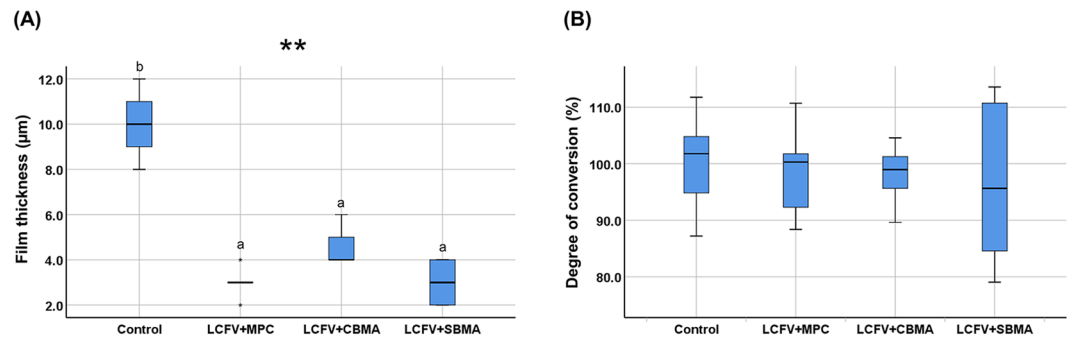 (A)
**
Film thickness (μm)
12.0
10.0
8.0
6.0
4.0
2.0
b
a
a
a
Control
LCFV+MPC
LCFV+CBMA
LCFV+SBMA
(B)
Degree of conversion (%)
110.0
100.0
90.0
80.0
Control
LCFV+MPC
LCFV+CBMA
LCFV+SBMA